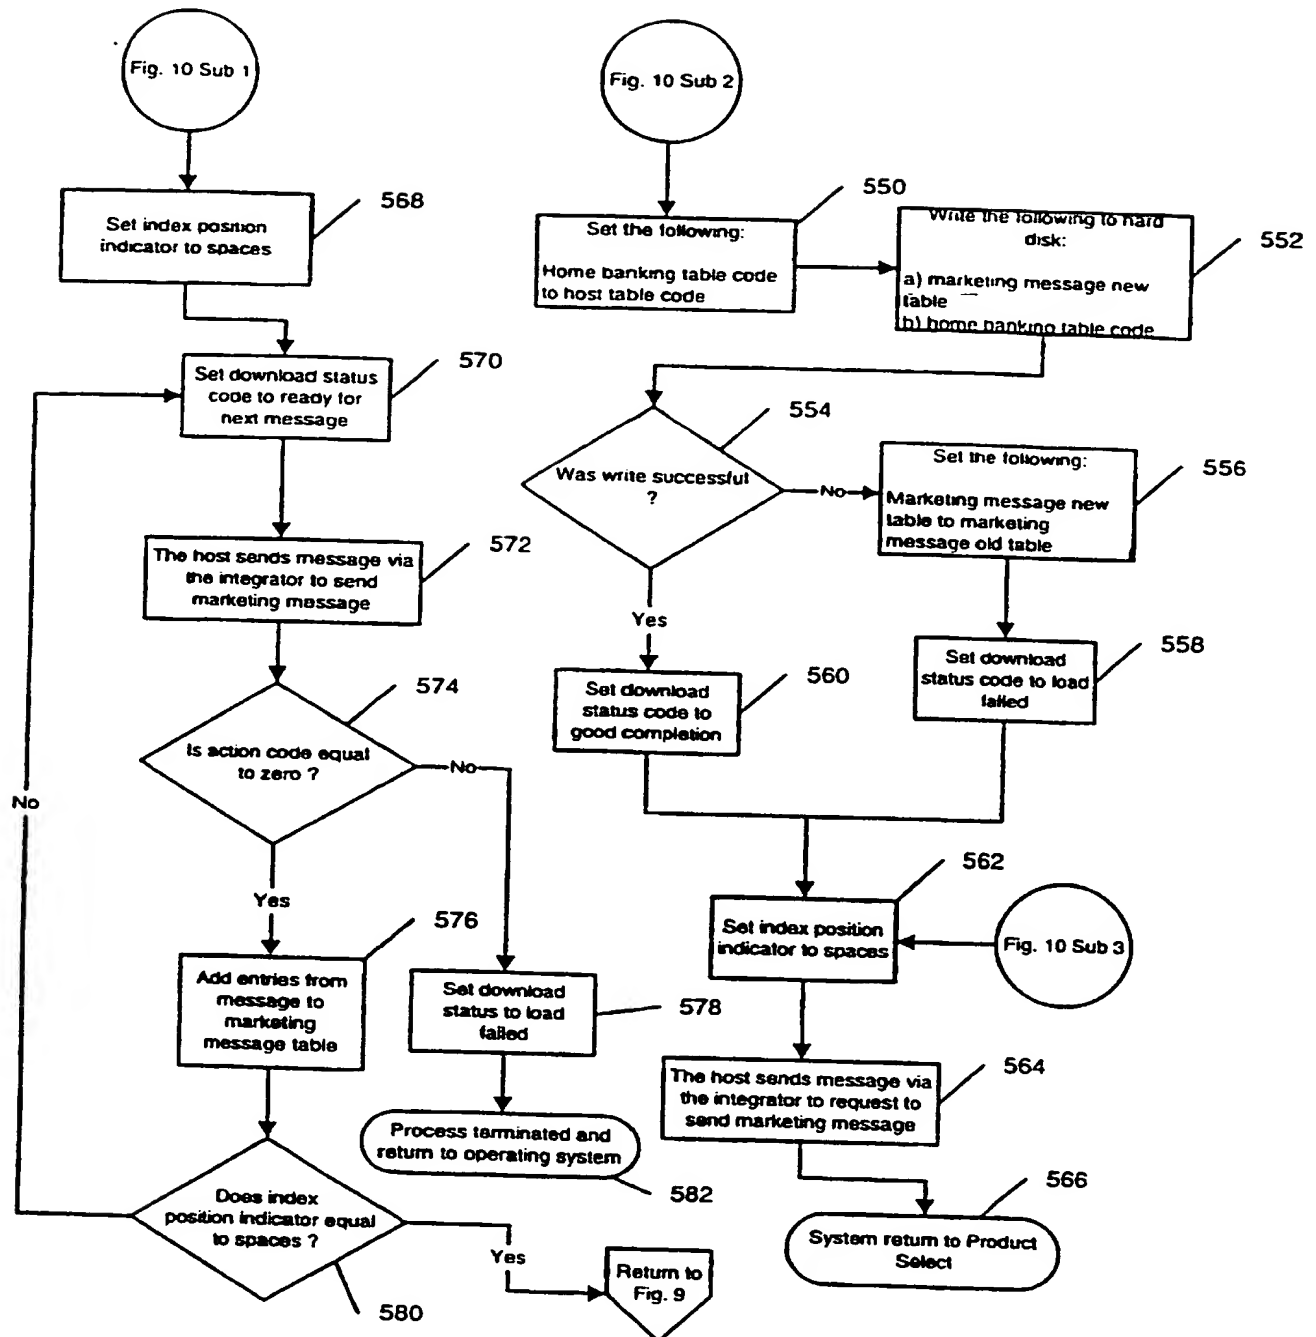 Fig. 10 Sub 1
568
Set index position
indicator to spaces
570
Set download status
code to ready for
next message
572
The host sends message via
the integrator to send
marketing message
574
Is action code equal
to zero ?
No
Yes
576
Add entries from
message to
marketing
message table
Set download
status to load
failed
578
Process terminated and
return to operating system
582
Does index
position indicator equal
to spaces ?
580
No
Yes
Return to
Fig. 9
Fig. 10 Sub 2
550
Set the following:
Home banking table code
to host table code
552
Write the following to hard
disk:
a) marketing message new
table
b) home banking table code
554
Was write successful
?
No
Yes
556
Set the following:
Marketing message new
table to marketing
message old table
558
Set download
status code to load
failed
560
Set download
status code to
good completion
562
Set index position
indicator to spaces
Fig. 10 Sub 3
564
The host sends message via
the integrator to request to
send marketing message
566
System return to Product
Select